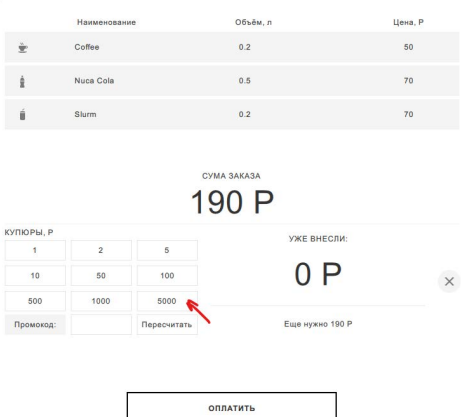 Наименование Объём, л Цена, Р
Coffee 0.2 50
Nuca Cola 0.5 70
Slurm 0.2 70
СУМА ЗАКАЗА
190 Р
КУПЮРЫ, Р
УЖЕ ВНЕСЛИ:
1 2 5
0 Р
10 50 100
500 1000 5000
Промокод: Пересчитать
Еще нужно 190 Р
ОПЛАТИТЬ